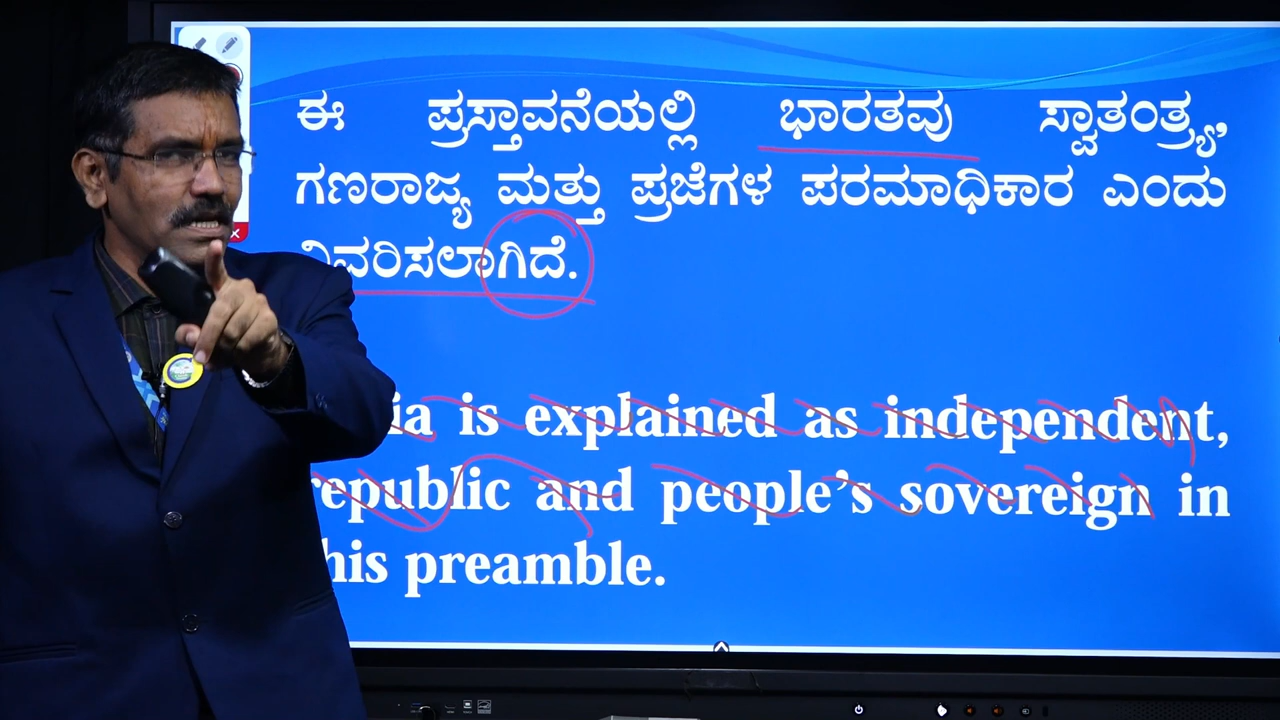 ಈ ಪ್ರಸ್ತಾವನೆಯಲ್ಲಿ ಭಾರತವು ಸ್ವಾತಂತ್ರ್ಯ,
ಗಣರಾಜ್ಯ ಮತ್ತು ಪ್ರಜೆಗಳ ಪರಮಾಧಿಕಾರ ಎಂದು
ವಿವರಿಸಲಾಗಿದೆ.
is explained as independent,
republic and people's sovereign in
this preamble.